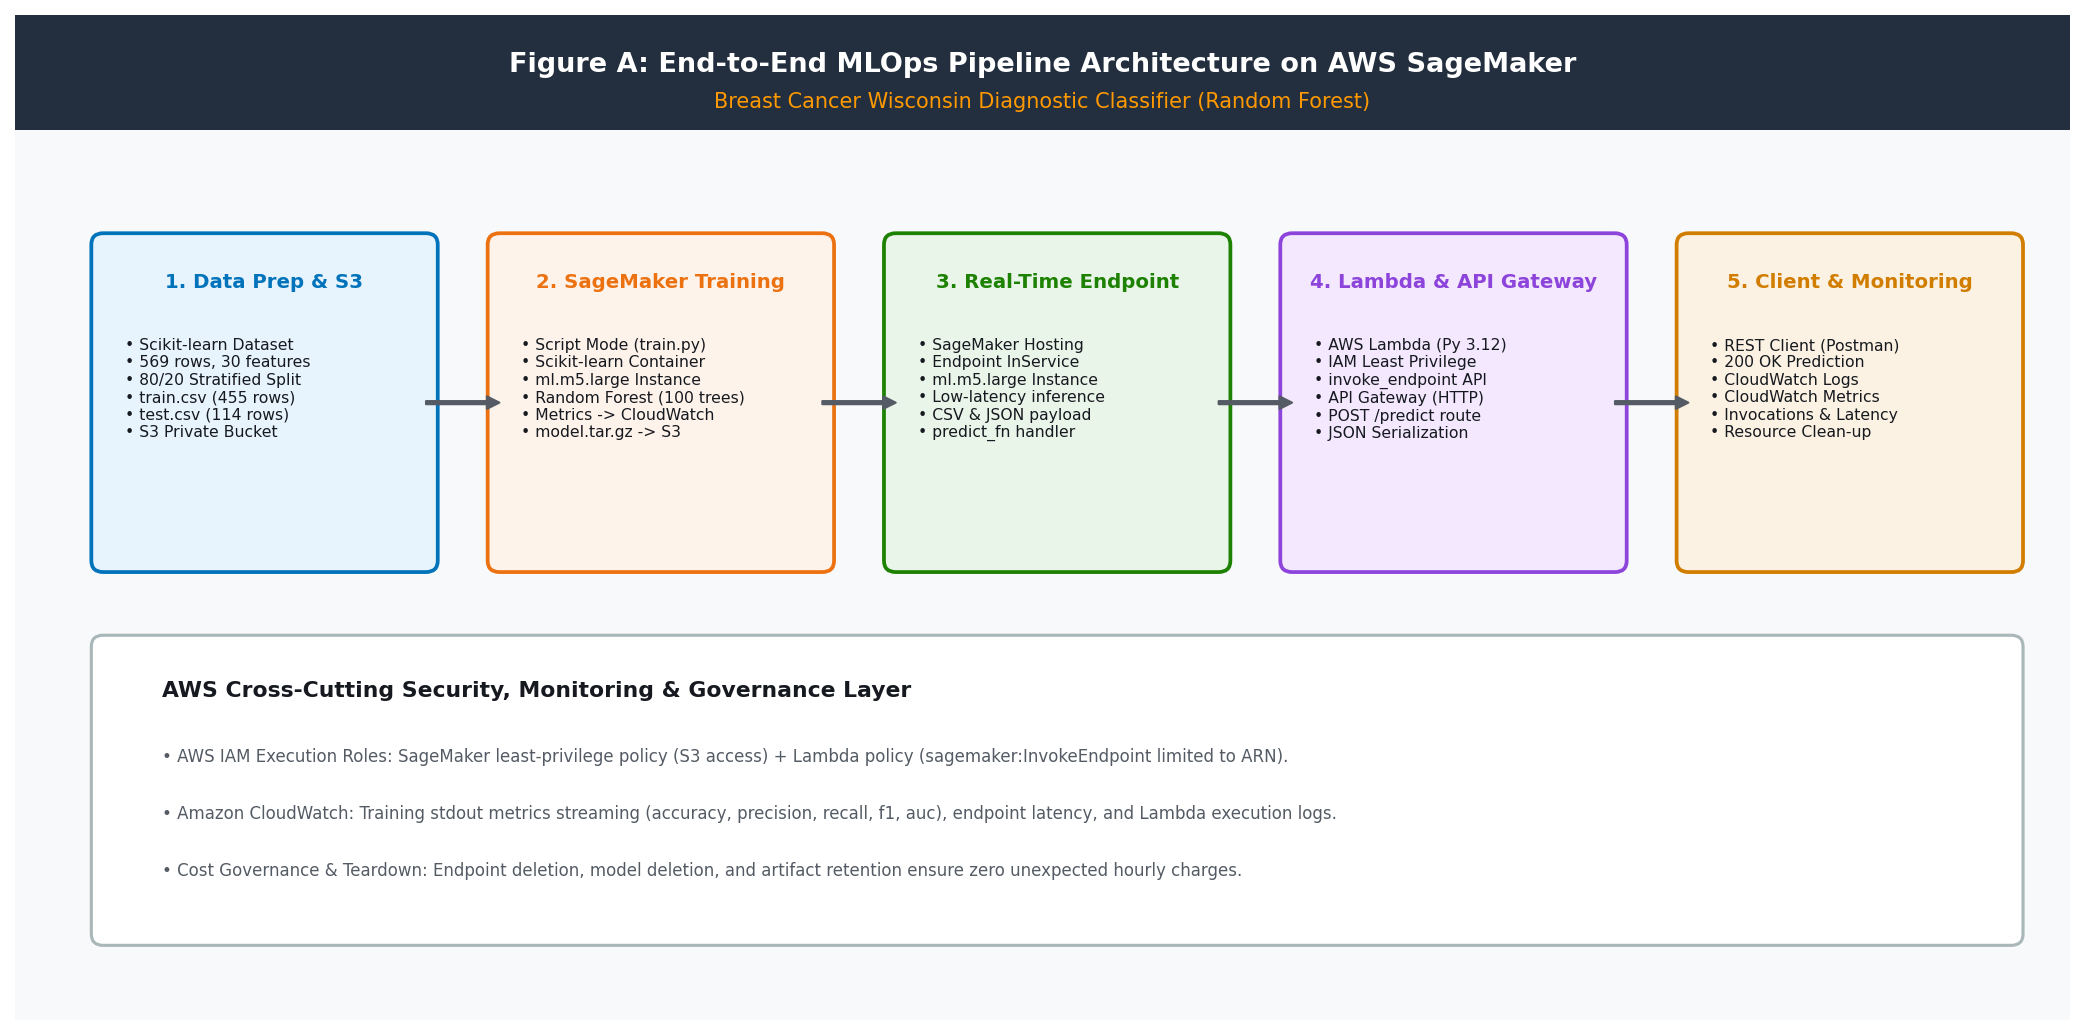 Figure A: End-to-End MLOps Pipeline Architecture on AWS SageMaker
Breast Cancer Wisconsin Diagnostic Classifier (Random Forest)
1. Data Prep & S3
• Scikit-learn Dataset
• 569 rows, 30 features
• 80/20 Stratified Split
• train.csv (455 rows)
• test.csv (114 rows)
• S3 Private Bucket
2. SageMaker Training
• Script Mode (train.py)
• Scikit-learn Container
• ml.m5.large Instance
• Random Forest (100 trees)
• Metrics -> CloudWatch
• model.tar.gz -> S3
3. Real-Time Endpoint
• SageMaker Hosting
• Endpoint InService
• ml.m5.large Instance
• Low-latency inference
• CSV & JSON payload
• predict_fn handler
4. Lambda & API Gateway
• AWS Lambda (Py 3.12)
• IAM Least Privilege
• invoke_endpoint API
• API Gateway (HTTP)
• POST /predict route
• JSON Serialization
5. Client & Monitoring
• REST Client (Postman)
• 200 OK Prediction
• CloudWatch Logs
• CloudWatch Metrics
• Invocations & Latency
• Resource Clean-up
AWS Cross-Cutting Security, Monitoring & Governance Layer
• AWS IAM Execution Roles: SageMaker least-privilege policy (S3 access) + Lambda policy (sagemaker:InvokeEndpoint limited to ARN).
• Amazon CloudWatch: Training stdout metrics streaming (accuracy, precision, recall, f1, auc), endpoint latency, and Lambda execution logs.
• Cost Governance & Teardown: Endpoint deletion, model deletion, and artifact retention ensure zero unexpected hourly charges.